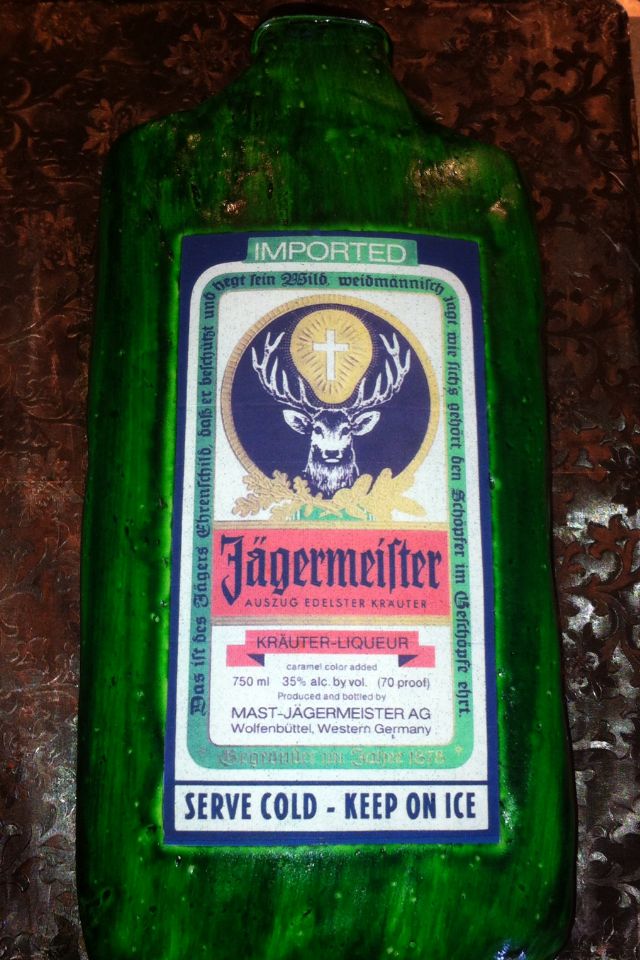 IMPORTED
Das ist des Jägers Ehrenschild, daß er beschützt und hegt sein Wild, weidmännisch jagt wie sich's gehört den Schöpfer im Geschöpfe ehrt.
Jägermeister
AUSZUG EDELSTER KRÄUTER
KRÄUTER-LIQUEUR
caramel color added
750 ml 35% alc. by vol. (70 proof)
Produced and bottled by
MAST-JÄGERMEISTER AG
Wolfenbüttel, Western Germany
Gegründet im Jahre 1878
SERVE COLD - KEEP ON ICE